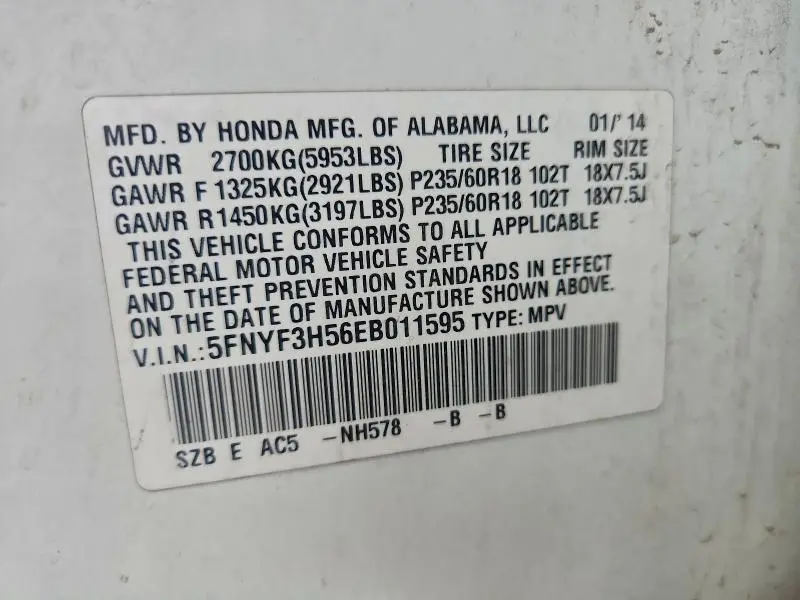 MFD. BY HONDA MFG. OF ALABAMA, LLC 01/'14
GVWR 2700KG(5953LBS) TIRE SIZE RIM SIZE
GAWR F 1325KG(2921LBS) P235/60R18 102T 18X7.5J
GAWR R1450KG(3197LBS) P235/60R18 102T 18X7.5J
THIS VEHICLE CONFORMS TO ALL APPLICABLE
FEDERAL MOTOR VEHICLE SAFETY
AND THEFT PREVENTION STANDARDS IN EFFECT
ON THE DATE OF MANUFACTURE SHOWN ABOVE.
V.I.N.:5FNYF3H56EB011595 TYPE: MPV
SZB E AC5 -NH578 -B -B